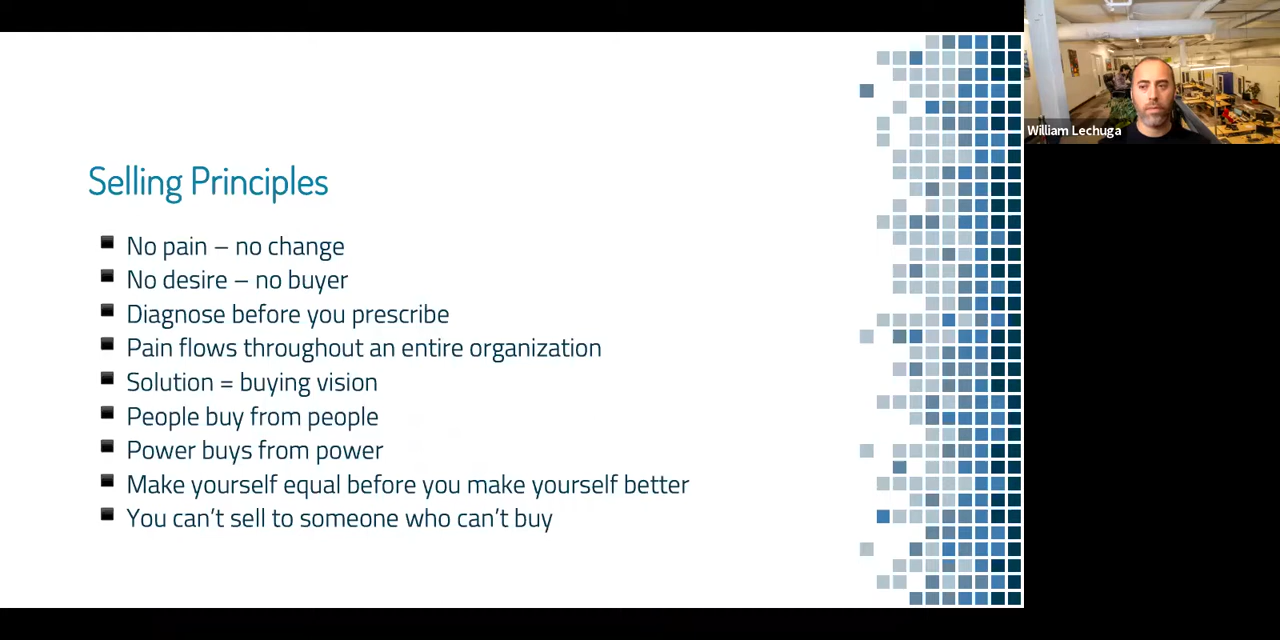 Selling Principles
No pain – no change
No desire – no buyer
Diagnose before you prescribe
Pain flows throughout an entire organization
Solution = buying vision
People buy from people
Power buys from power
Make yourself equal before you make yourself better
You can’t sell to someone who can’t buy
William Lechuga